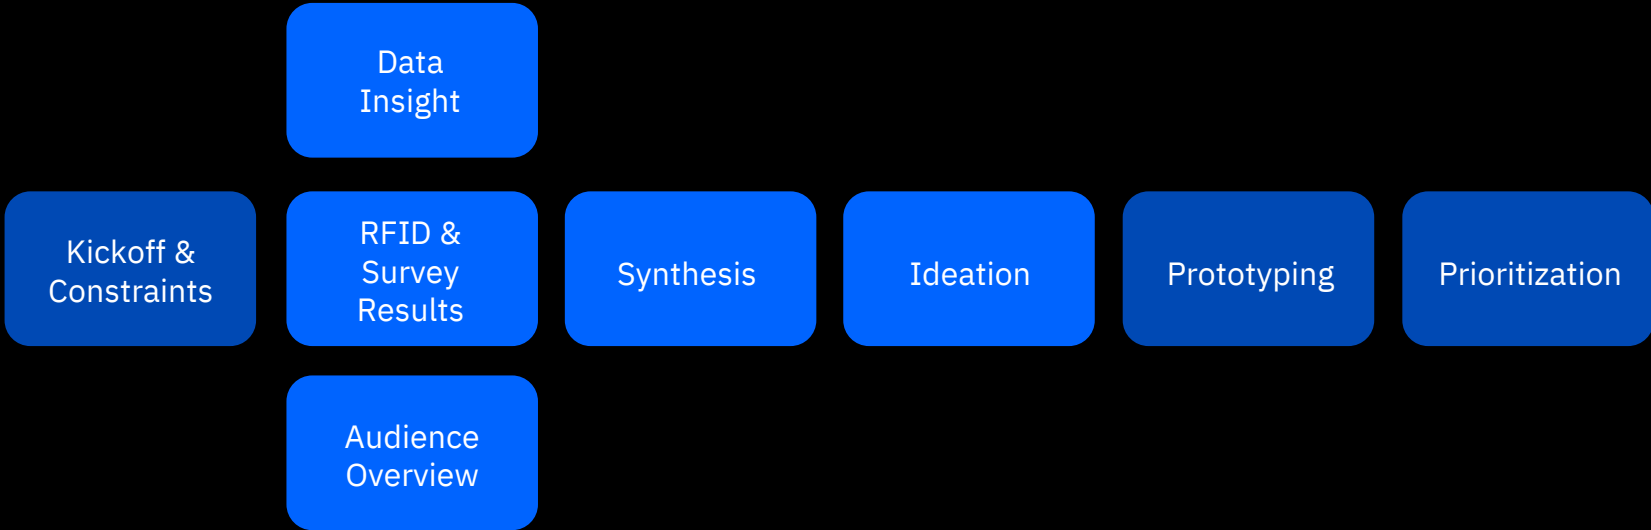 Data
Insight
Kickoff &
Constraints
RFID &
Survey
Results
Synthesis
Ideation
Prototyping
Prioritization
Audience
Overview